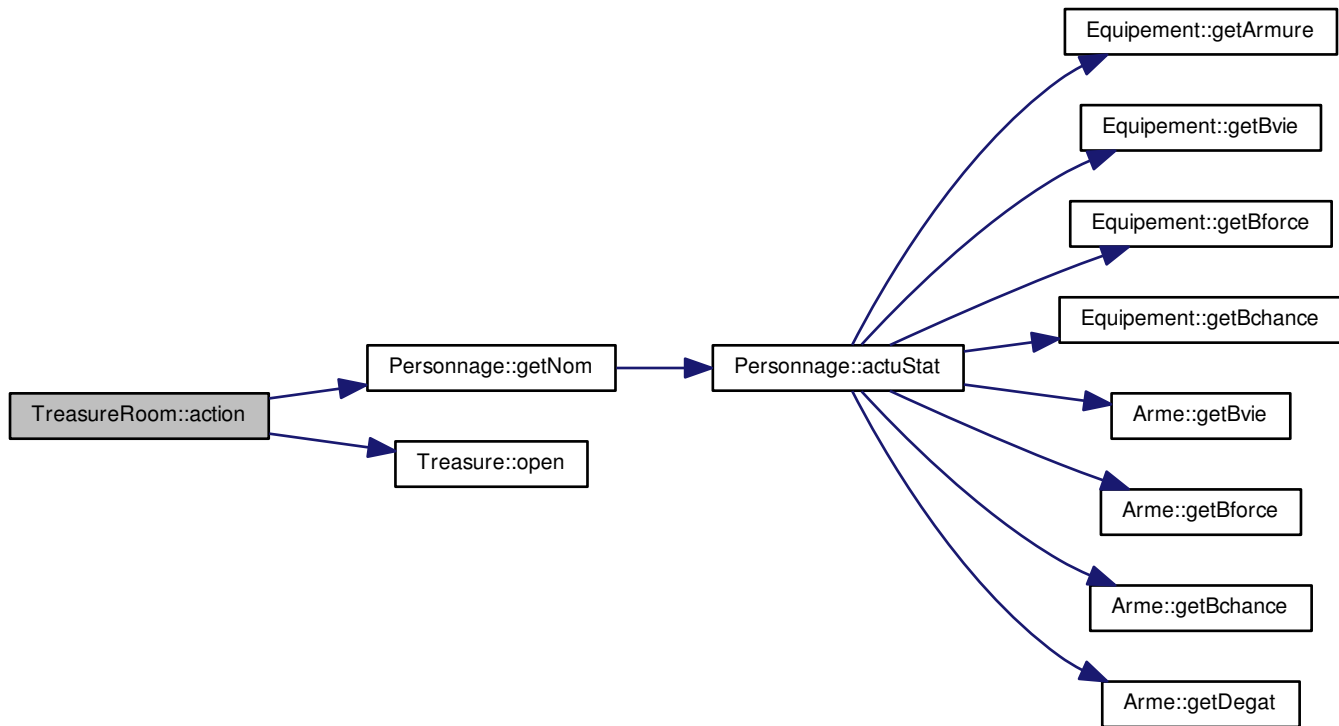 TreasureRoom::action
Personnage::getNom
Treasure::open
Personnage::actuStat
Equipement::getArmure
Equipement::getBvie
Equipement::getBforce
Equipement::getBchance
Arme::getBvie
Arme::getBforce
Arme::getBchance
Arme::getDegat